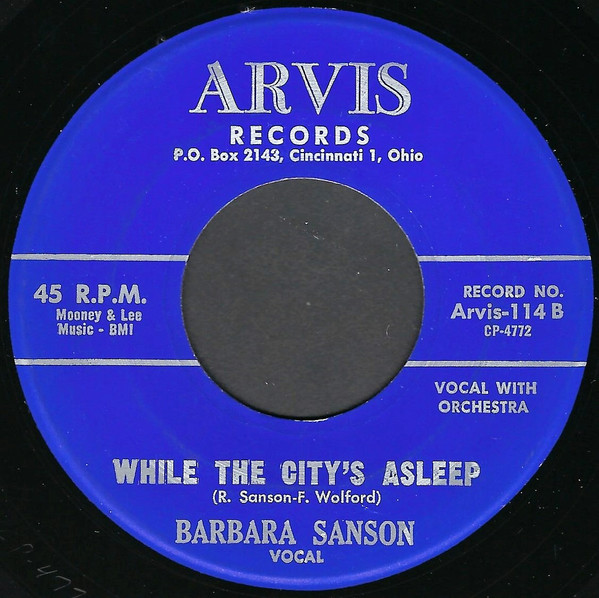 ARVIS
RECORDS
P.O. Box 2143, Cincinnati 1, Ohio
45 R.P.M.
Mooney & Lee
Music - BMI
RECORD NO.
Arvis-114 B
CP-4772
VOCAL WITH
ORCHESTRA
WHILE THE CITY'S ASLEEP
(R. Sanson-F. Wolford)
BARBARA SANSON
VOCAL